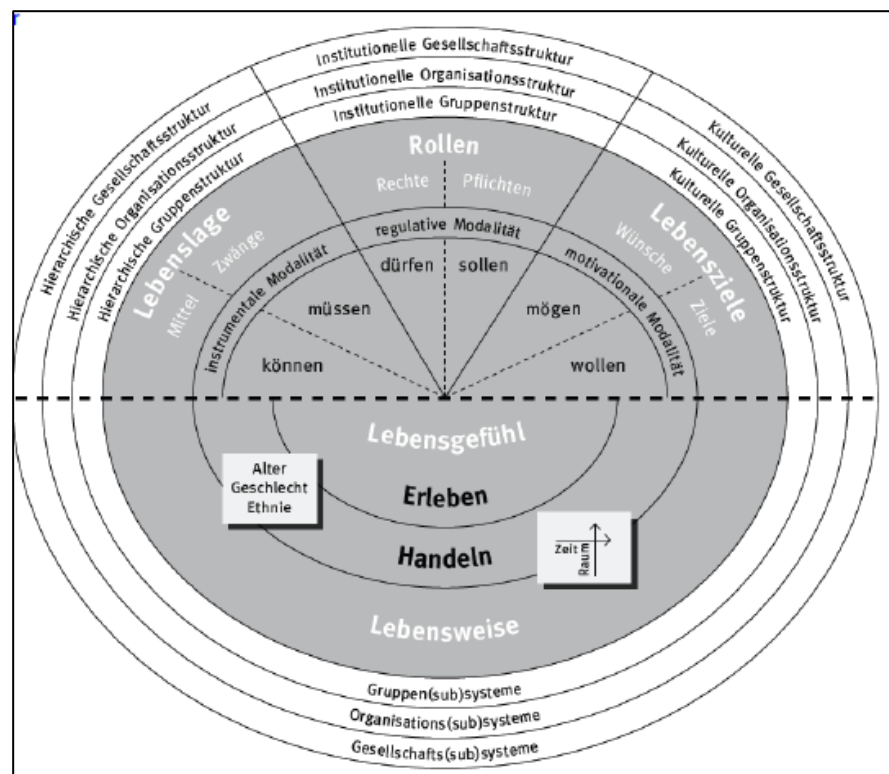 Institutionelle Gesellschaftsstruktur
Institutionelle Organisationsstruktur
Institutionelle Gruppenstruktur
Hierarchische Gesellschaftsstruktur
Hierarchische Organisationsstruktur
Hierarchische Gruppenstruktur
Kulturelle Gesellschaftsstruktur
Kulturelle Organisationsstruktur
Kulturelle Gruppenstruktur
Rollen
Rechte Pflichten
Lebenslage
Mittel Zwänge
Lebensziele
Wünsche Ziele
instrumentale Modalität
regulative Modalität
motivationale Modalität
dürfen sollen
müssen mögen
können wollen
Lebensgefühl
Erleben
Alter
Geschlecht
Ethnie
Handeln
Zeit
Raum
Lebensweise
Gruppen(sub)systeme
Organisations(sub)systeme
Gesellschafts(sub)systeme